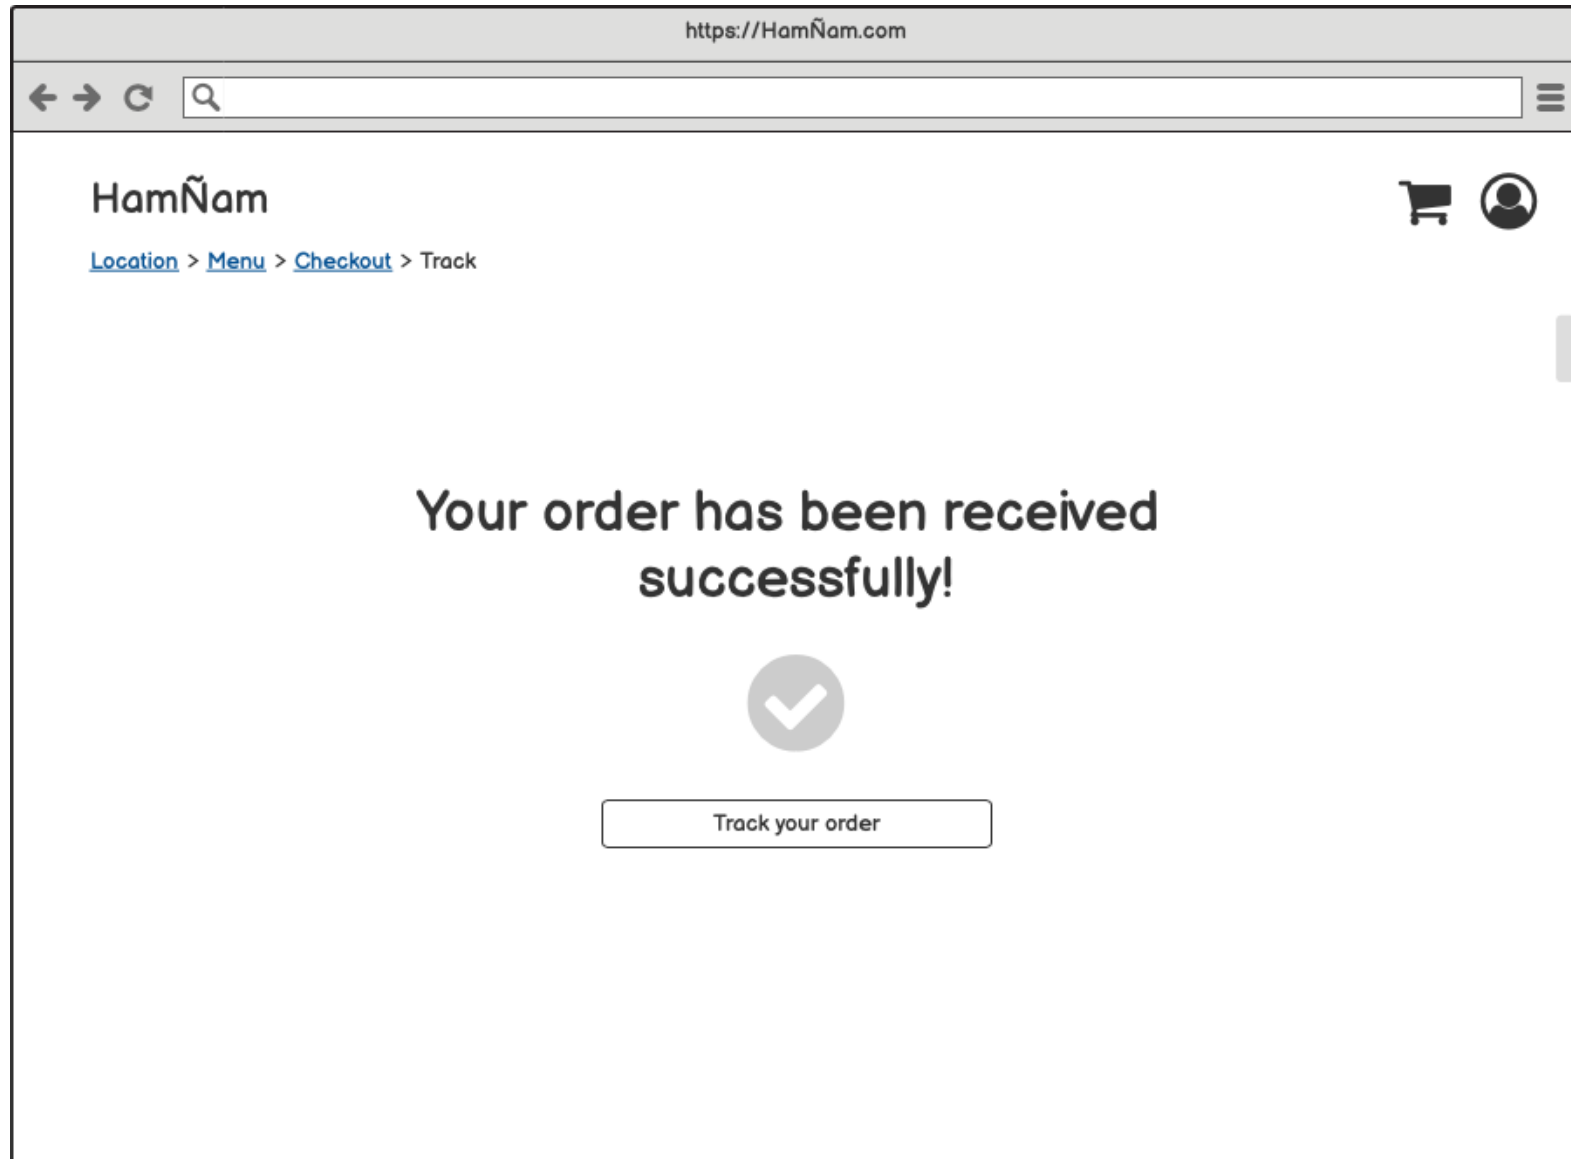 https://HamÑam.com
HamÑam
Location > Menu > Checkout > Track
Your order has been received
successfully!
Track your order